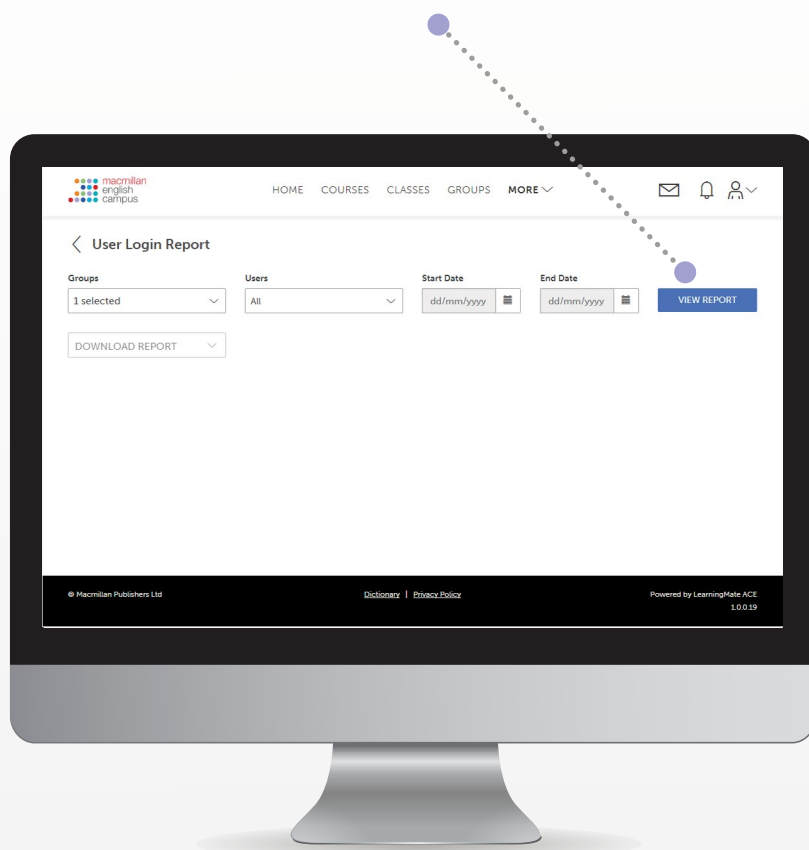 macmillan
english
campus
HOME COURSES CLASSES GROUPS MORE
User Login Report
Groups Users Start Date End Date
1 selected All dd/mm/yyyy dd/mm/yyyy VIEW REPORT
DOWNLOAD REPORT
© Macmillan Publishers Ltd Dictionary | Privacy Policy Powered by LearningMate ACE
1.0.0.19